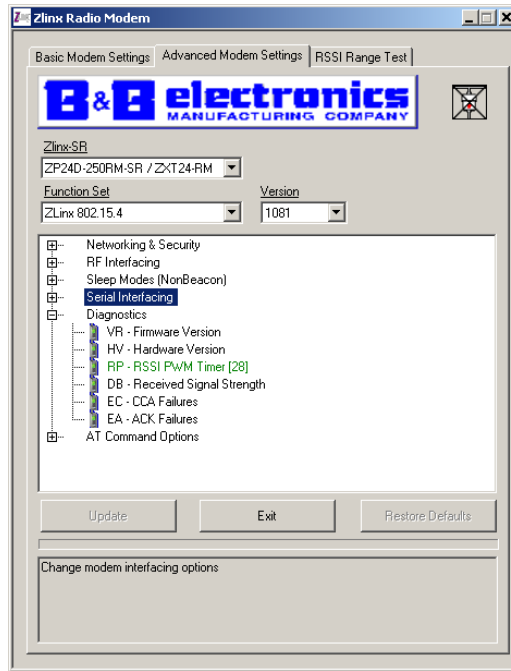 Zlinx Radio Modem
Basic Modem Settings Advanced Modem Settings RSSI Range Test
B&B electronics
MANUFACTURING COMPANY
Zlinx-SR
ZP24D-250RM-SR / ZXT24-RM
Function Set Version
ZLinx 802.15.4 1081
Networking & Security
RF Interfacing
Sleep Modes (NonBeacon)
Serial Interfacing
Diagnostics
VR - Firmware Version
HV - Hardware Version
RP - RSSI PWM Timer [28]
DB - Received Signal Strength
EC - CCA Failures
EA - ACK Failures
AT Command Options
Update Exit Restore Defaults
Change modem interfacing options